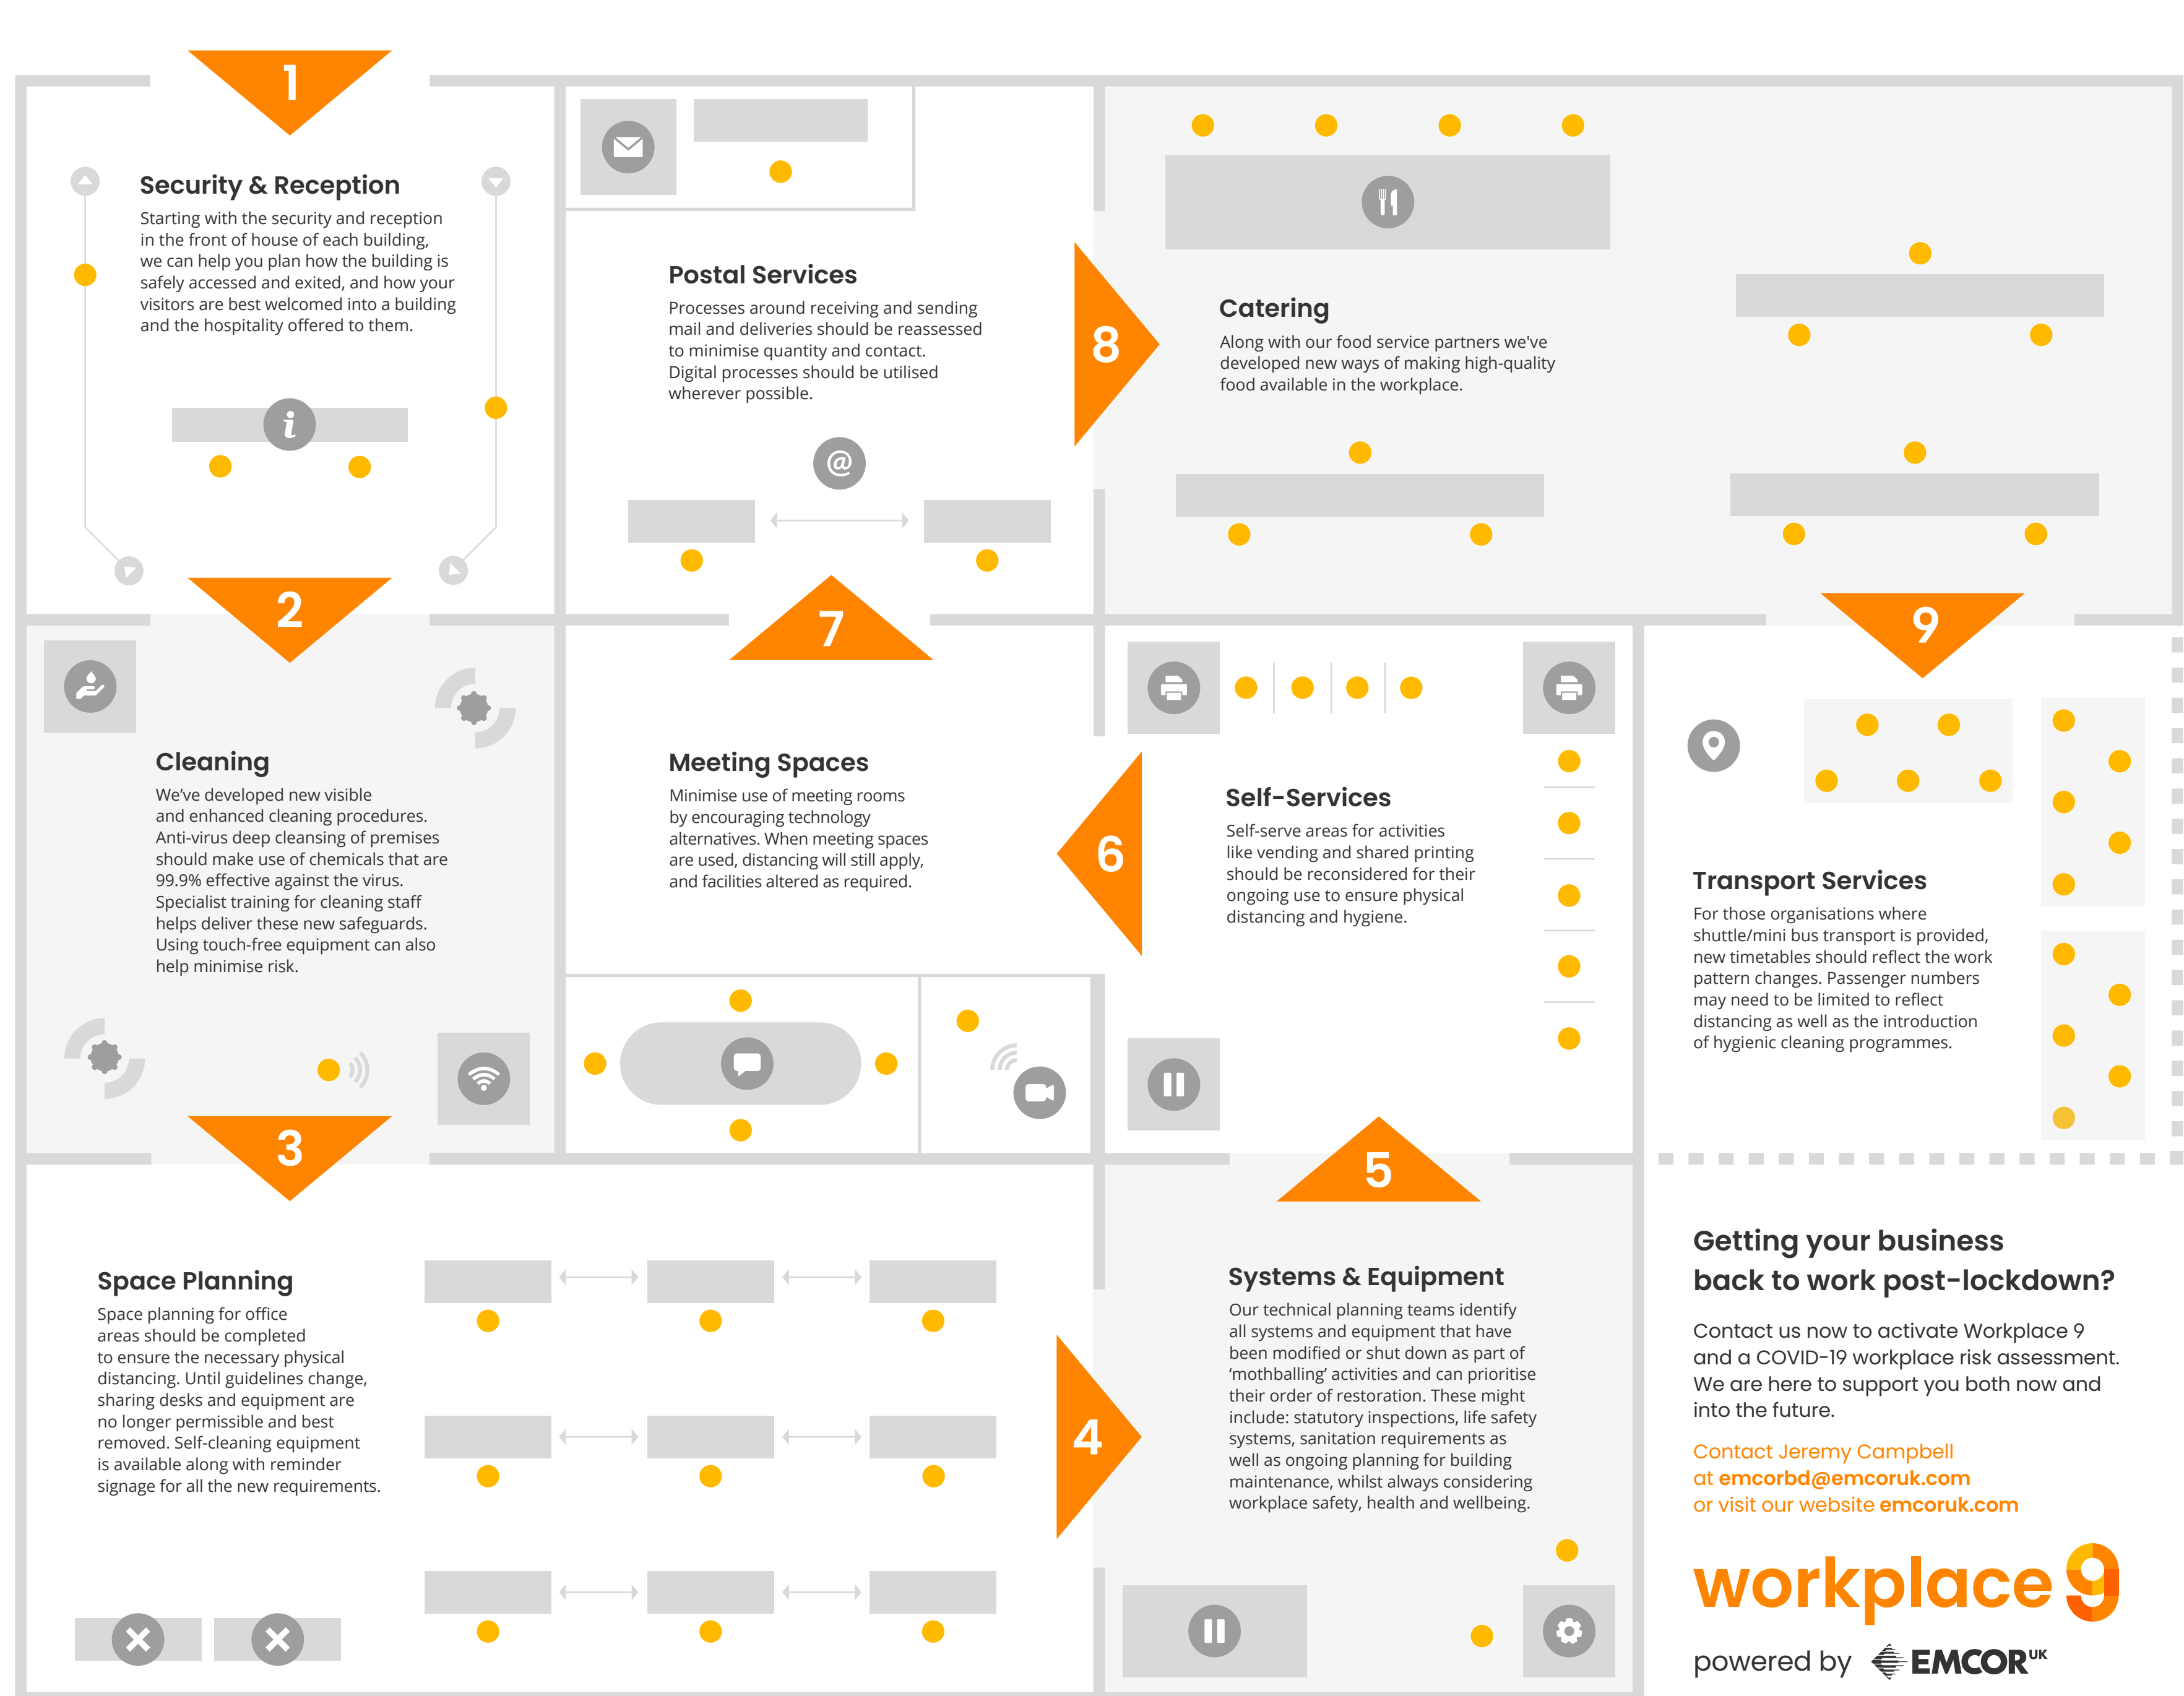 1
Security & Reception
Starting with the security and reception
in the front of house of each building,
we can help you plan how the building is
safely accessed and exited, and how your
visitors are best welcomed into a building
and the hospitality offered to them.
i
2
Cleaning
We've developed new visible
and enhanced cleaning procedures.
Anti-virus deep cleansing of premises
should make use of chemicals that are
99.9% effective against the virus.
Specialist training for cleaning staff
helps deliver these new safeguards.
Using touch-free equipment can also
help minimise risk.
3
Space Planning
Space planning for office
areas should be completed
to ensure the necessary physical
distancing. Until guidelines change,
sharing desks and equipment are
no longer permissible and best
removed. Self-cleaning equipment
is available along with reminder
signage for all the new requirements.
4
Systems & Equipment
Our technical planning teams identify
all systems and equipment that have
been modified or shut down as part of
‘mothballing’ activities and can prioritise
their order of restoration. These might
include: statutory inspections, life safety
systems, sanitation requirements as
well as ongoing planning for building
maintenance, whilst always considering
workplace safety, health and wellbeing.
5
Self-Services
Self-serve areas for activities
like vending and shared printing
should be reconsidered for their
ongoing use to ensure physical
distancing and hygiene.
6
Meeting Spaces
Minimise use of meeting rooms
by encouraging technology
alternatives. When meeting spaces
are used, distancing will still apply,
and facilities altered as required.
7
Postal Services
Processes around receiving and sending
mail and deliveries should be reassessed
to minimise quantity and contact.
Digital processes should be utilised
wherever possible.
@
8
Catering
Along with our food service partners we've
developed new ways of making high-quality
food available in the workplace.
9
Transport Services
For those organisations where
shuttle/mini bus transport is provided,
new timetables should reflect the work
pattern changes. Passenger numbers
may need to be limited to reflect
distancing as well as the introduction
of hygienic cleaning programmes.
Getting your business
back to work post-lockdown?
Contact us now to activate Workplace 9
and a COVID-19 workplace risk assessment.
We are here to support you both now and
into the future.
Contact Jeremy Campbell
at emcorbd@emcoruk.com
or visit our website emcoruk.com
workplace 9
powered by EMCOR UK